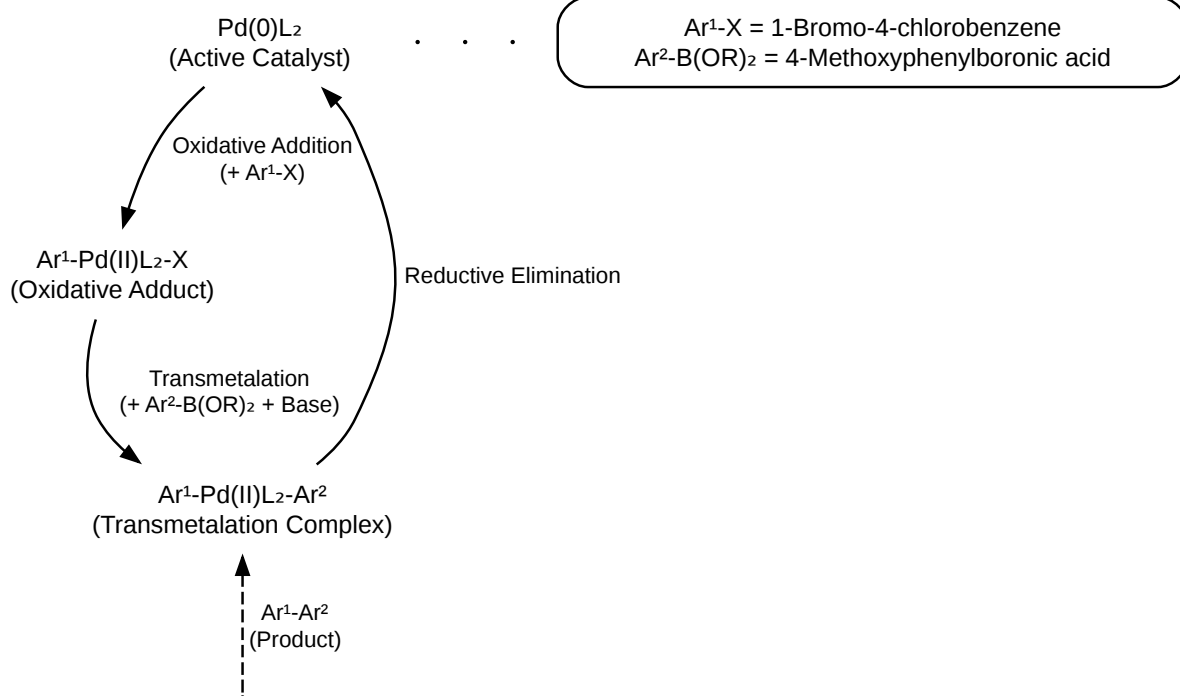 Pd(0)L₂
(Active Catalyst)
. . .
Ar¹-X = 1-Bromo-4-chlorobenzene
Ar²-B(OR)₂ = 4-Methoxyphenylboronic acid
Oxidative Addition
(+ Ar¹-X)
Ar¹-Pd(II)L₂-X
(Oxidative Adduct)
Reductive Elimination
Transmetalation
(+ Ar²-B(OR)₂ + Base)
Ar¹-Pd(II)L₂-Ar²
(Transmetalation Complex)
Ar¹-Ar²
(Product)